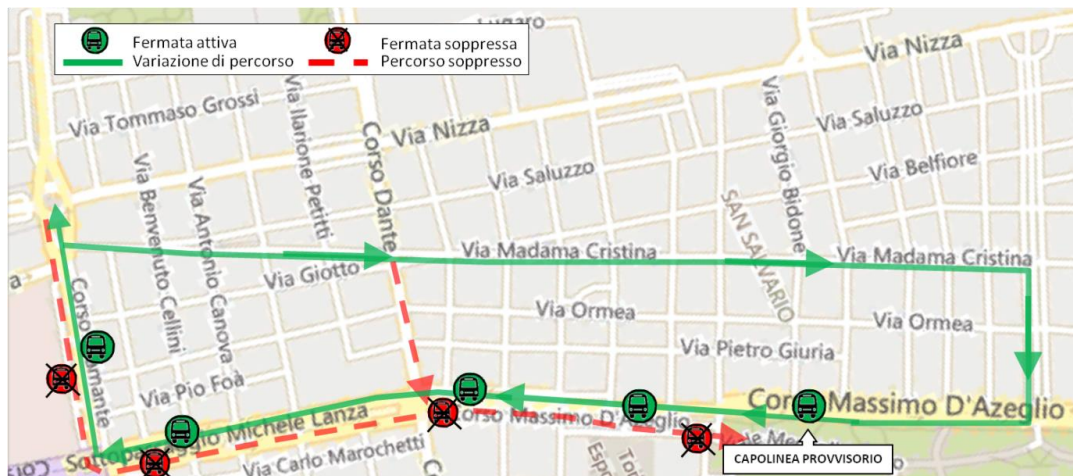 Fermata attiva
Fermata soppressa
Variazione di percorso
Percorso soppresso
Via Nizza
Via Tommaso Grossi
Via Ilarione Petitti
Corso Dante
Via Nizza
Via Giorgio Bidone
Via Saluzzo
Via Saluzzo
Via Belfiore
Via Benvenuto Cellini
Via Antonio Canova
SAN SALVARIO
Via Madama Cristina
Via Madama Cristina
Via Giotto
Via Ormea
Via Ormea
Via Pietro Giuria
Via Pio Foà
Corso Massimo D'Azeglio
Massimo D'Azeglio
Michele Lanza
Via Carlo Marochetti
CAPOLINEA PROVVISORIO